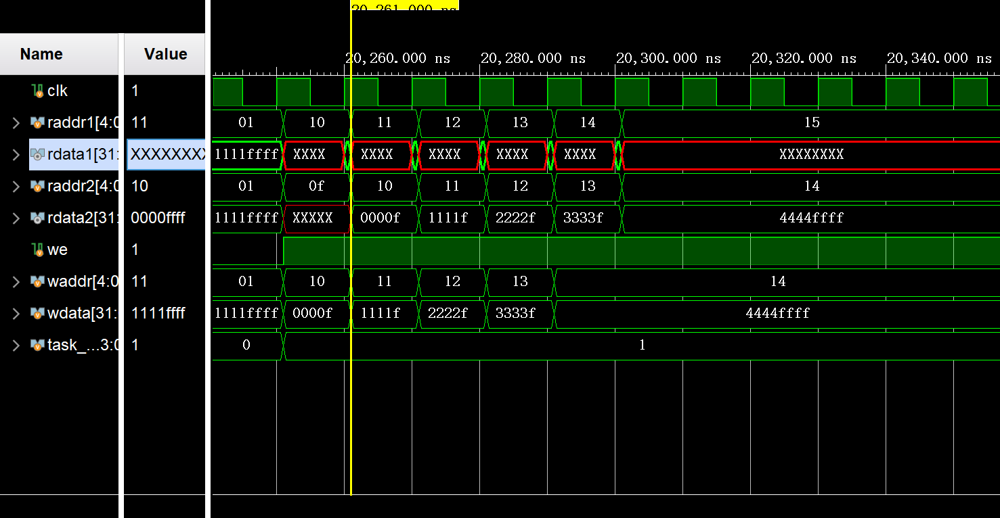 20,261.000 ns
Name Value
20,260.000 ns 20,280.000 ns 20,300.000 ns 20,320.000 ns 20,340.000 ns
clk 1
raddr1[4:0 11 01 10 11 12 13 14 15
rdata1[31: XXXXXXXX 1111ffff XXXX XXXX XXXX XXXX XXXX XXXXXXXX
raddr2[4:0 10 01 0f 10 11 12 13 14
rdata2[31: 0000ffff 1111ffff XXXXX 0000f 1111f 2222f 3333f 4444ffff
we 1
waddr[4:0 11 01 10 11 12 13 14
wdata[31: 1111ffff 1111ffff 0000f 1111f 2222f 3333f 4444ffff
task_...3:0 1 0 1